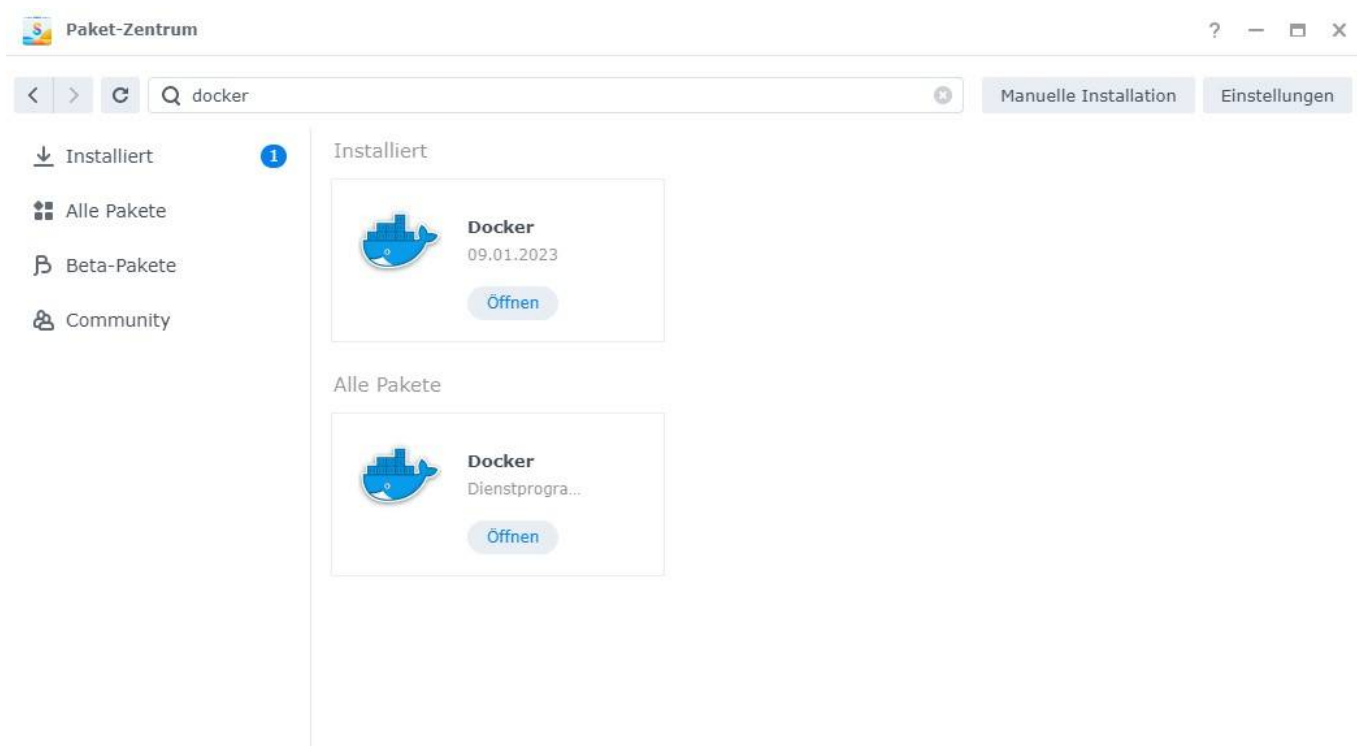 Paket-Zentrum
docker
Manuelle Installation
Einstellungen
Installiert
1
Alle Pakete
Beta-Pakete
Community
Installiert
Docker
09.01.2023
Öffnen
Alle Pakete
Docker
Dienstprogra...
Öffnen